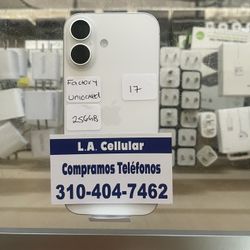 Factory
Unlocked
17
256GB
L.A. Cellular
Compramos Teléfonos
310-404-7462